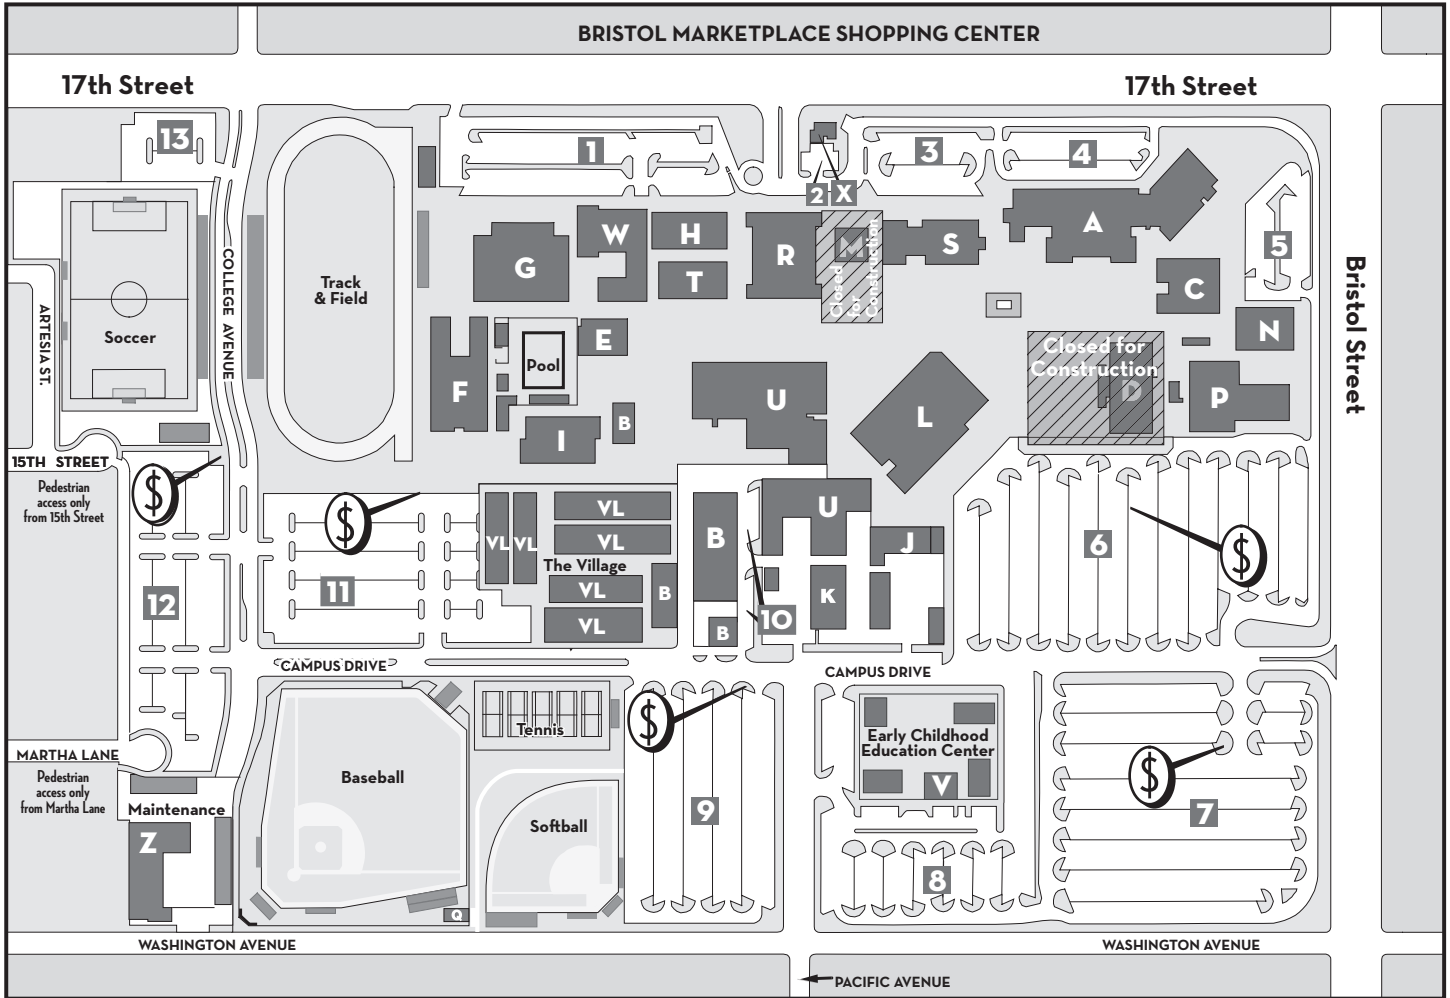 BRISTOL MARKETPLACE SHOPPING CENTER
17th Street
17th Street
13
1
3
4
2
X
5
COLLEGE AVENUE
ARTESIA ST.
Soccer
Track
& Field
G
W
H
T
R
M
Closed
for
Construction
S
A
C
N
Bristol Street
E
Pool
F
I
B
U
L
Closed for
Construction
D
P
15TH STREET
Pedestrian
access only
from 15th Street
$
$
12
11
VL
VL
VL
VL
The Village
VL
VL
B
B
B
10
U
J
K
6
$
CAMPUS DRIVE
CAMPUS DRIVE
MARTHA LANE
Pedestrian
access only
from Martha Lane
Maintenance
Z
Baseball
Tennis
Softball
Q
$
9
Early Childhood
Education Center
V
8
$
7
WASHINGTON AVENUE
WASHINGTON AVENUE
PACIFIC AVENUE